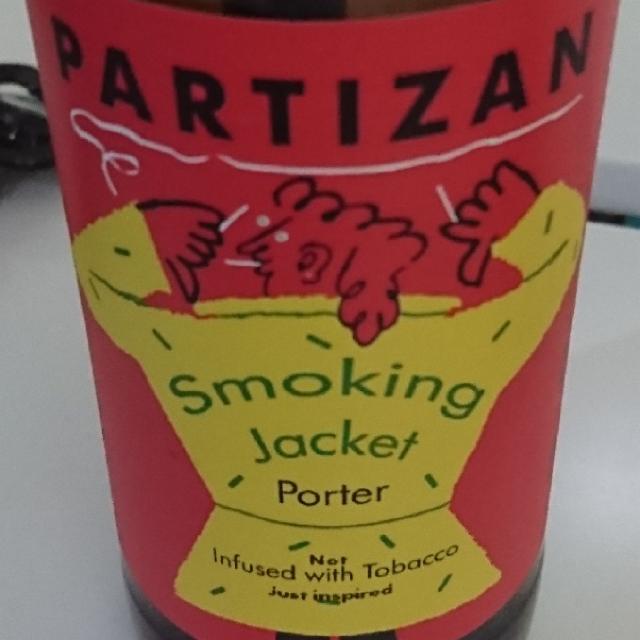 PARTIZAN
Smoking
Jacket
Porter
Not
Infused with Tobacco
Just inspired